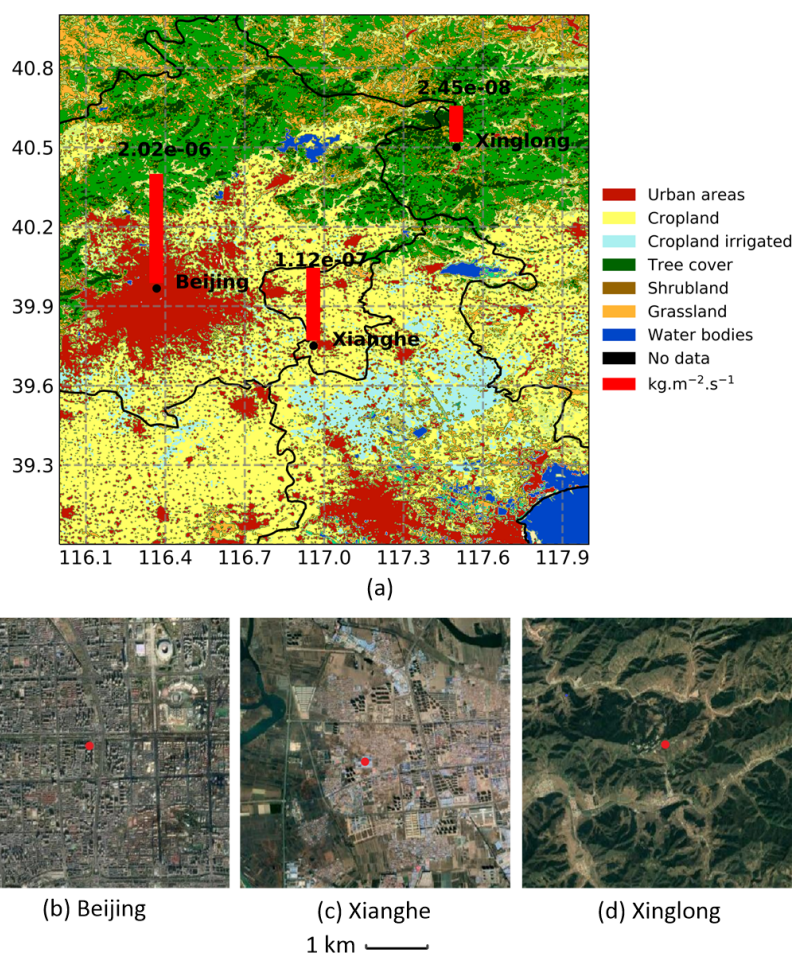 40.8
40.5
40.2
39.9
39.6
39.3
2.45e-08
Xinglong
2.02e-06
1.12e-07
Beijing
Xianghe
116.1 116.4 116.7 117.0 117.3 117.6 117.9
Urban areas
Cropland
Cropland irrigated
Tree cover
Shrubland
Grassland
Water bodies
No data
kg.m⁻².s⁻¹
(a)
(b) Beijing
(c) Xianghe
(d) Xinglong
1 km